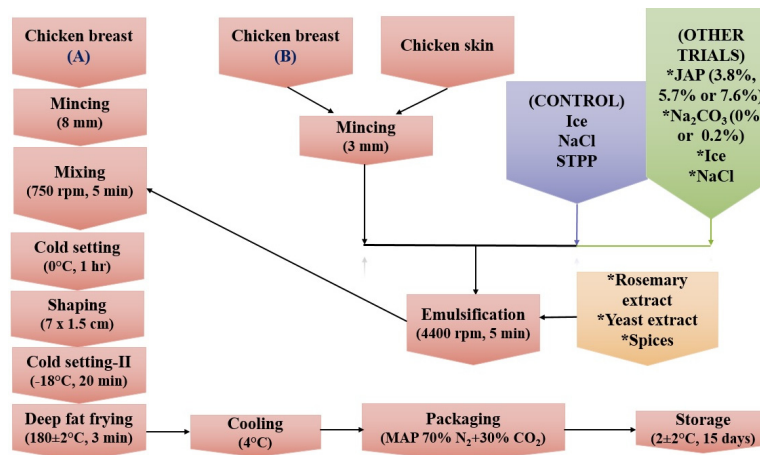 Chicken breast
(A)
Mincing
(8 mm)
Mixing
(750 rpm, 5 min)
Cold setting
(0°C, 1 hr)
Shaping
(7 x 1.5 cm)
Cold setting-II
(-18°C, 20 min)
Deep fat frying
(180±2°C, 3 min)
Chicken breast
(B)
Chicken skin
Mincing
(3 mm)
(CONTROL)
Ice
NaCl
STPP
(OTHER
TRIALS)
*JAP (3.8%,
5.7% or 7.6%)
*Na₂CO₃ (0%
or 0.2%)
*Ice
*NaCl
Emulsification
(4400 rpm, 5 min)
*Rosemary
extract
*Yeast extract
*Spices
Cooling
(4°C)
Packaging
(MAP 70% N₂+30% CO₂)
Storage
(2±2°C, 15 days)